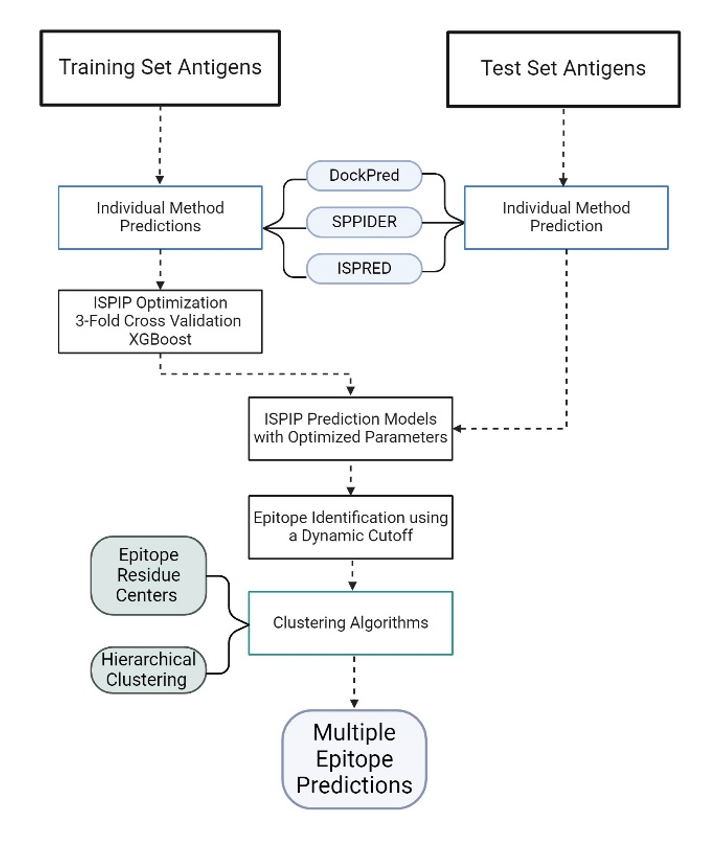 Training Set Antigens
Test Set Antigens
DockPred
Individual Method
Predictions
SPPIDER
Individual Method
Prediction
ISPRED
ISPIP Optimization
3-Fold Cross Validation
XGBoost
ISPIP Prediction Models
with Optimized Parameters
Epitope Identification using
a Dynamic Cutoff
Epitope
Residue
Centers
Clustering Algorithms
Hierarchical
Clustering
Multiple
Epitope
Predictions